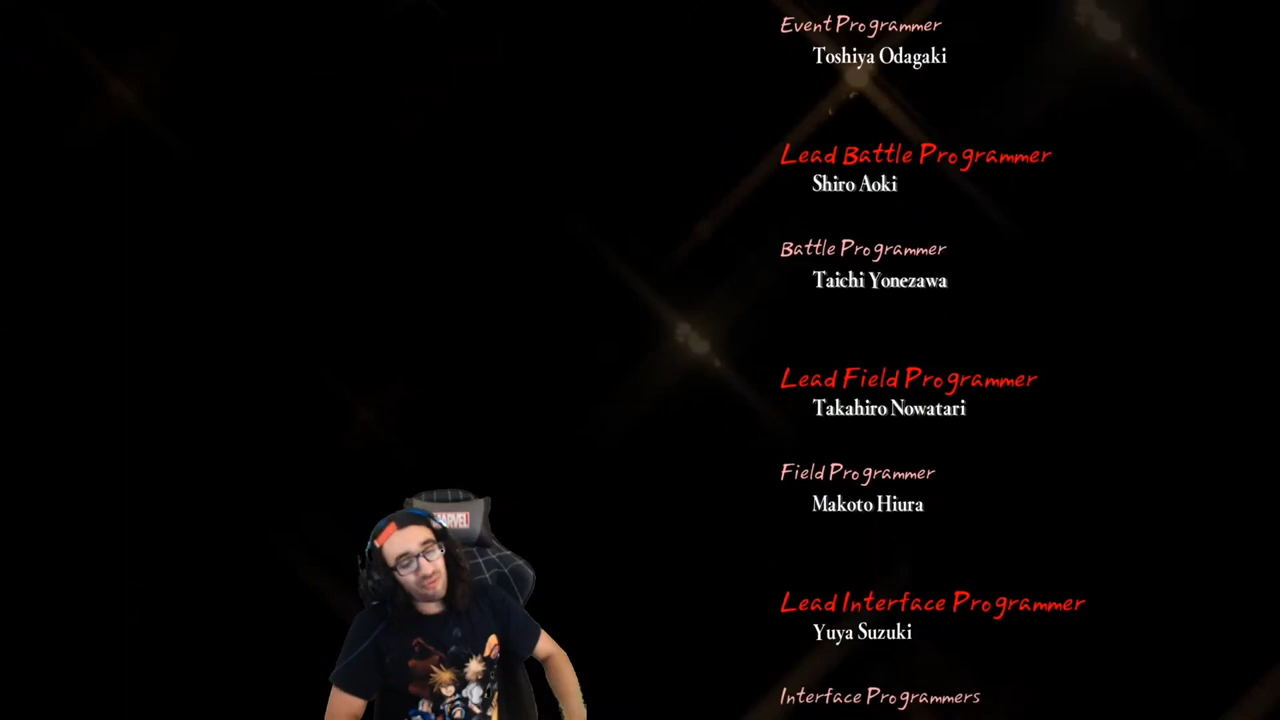 Event Programmer
Toshiya Odagaki
Lead Battle Programmer
Shiro Aoki
Battle Programmer
Taichi Yonezawa
Lead Field Programmer
Takahiro Nowatari
Field Programmer
Makoto Hiura
MARVEL
Lead Interface Programmer
Yuya Suzuki
Interface Programmers